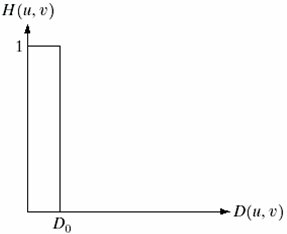 H(u, v)
1
D(u, v)
D₀